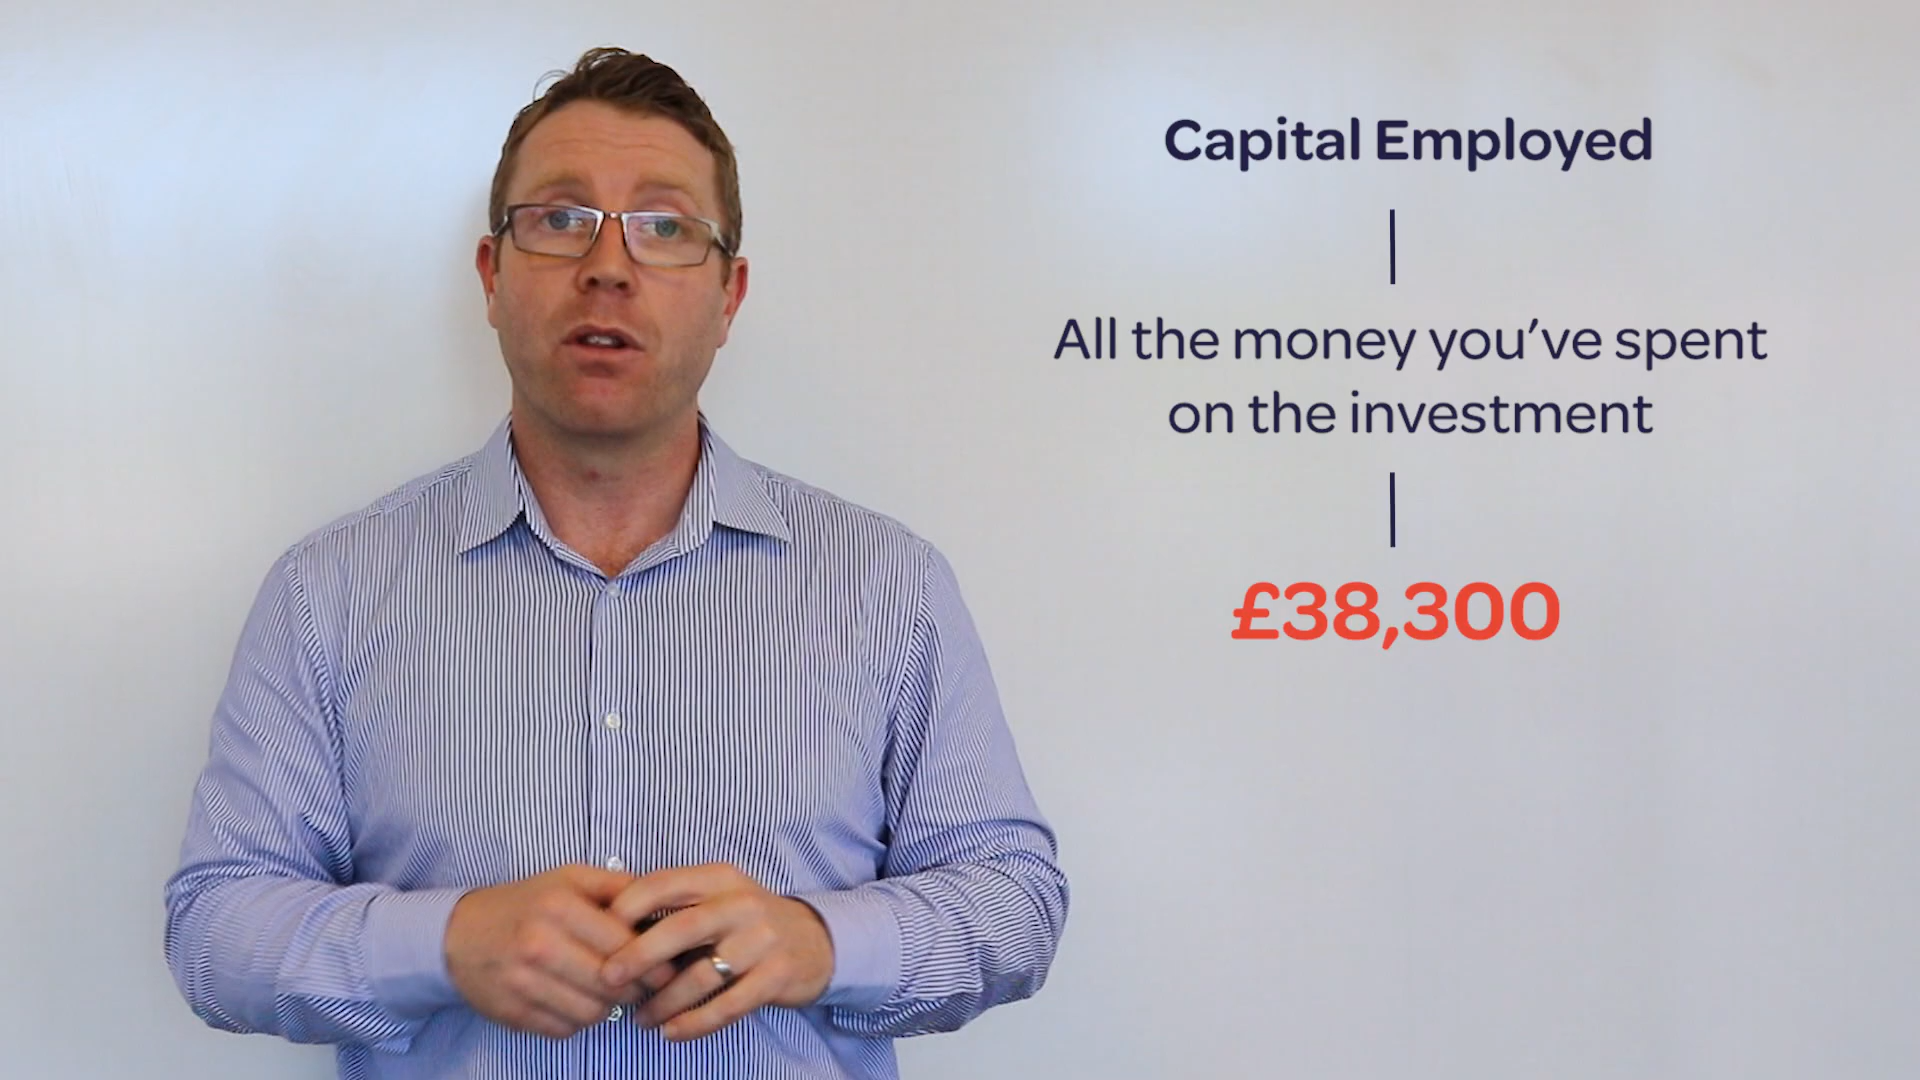 Capital Employed
All the money you've spent
on the investment
£38,300